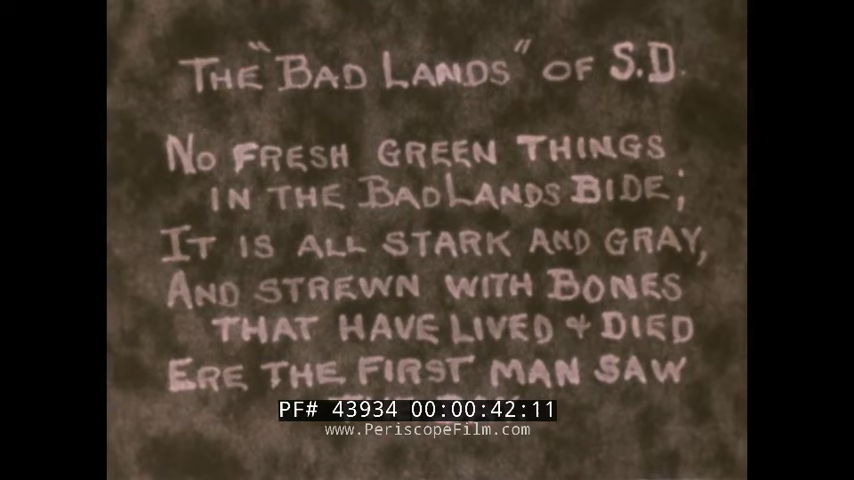 THE "BAD LANDS" OF S.D.
NO FRESH GREEN THINGS
IN THE BADLANDS BIDE;
IT IS ALL STARK AND GRAY,
AND STREWN WITH BONES
THAT HAVE LIVED & DIED
ERE THE FIRST MAN SAW
PF# 43934 00:00:42:11
www.PeriscopeFilm.com